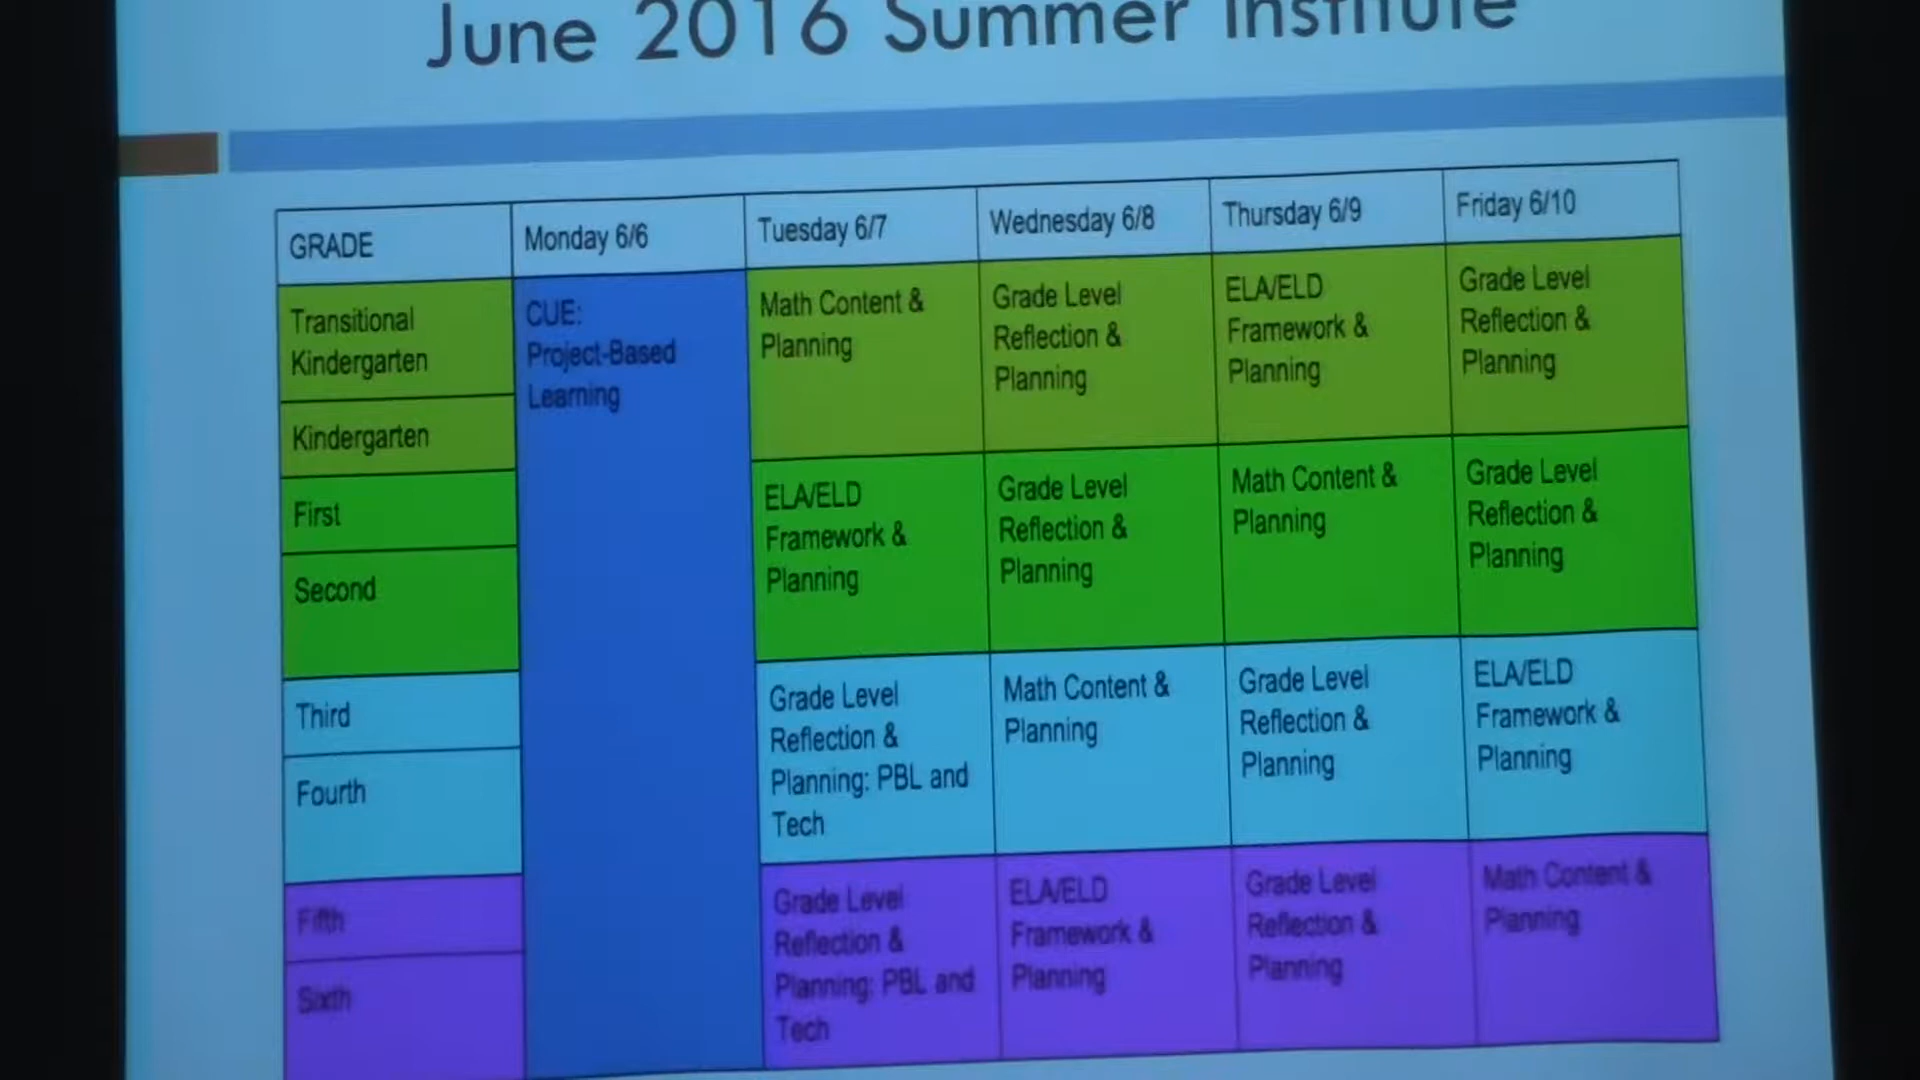 June 2016 Summer Institute
GRADE
Monday 6/6
Tuesday 6/7
Wednesday 6/8
Thursday 6/9
Friday 6/10
Transitional
Kindergarten
Kindergarten
CUE:
Project-Based
Learning
Math Content &
Planning
Grade Level
Reflection &
Planning
ELA/ELD
Framework &
Planning
Grade Level
Reflection &
Planning
First
Second
ELA/ELD
Framework &
Planning
Grade Level
Reflection &
Planning
Math Content &
Planning
Grade Level
Reflection &
Planning
Third
Fourth
Grade Level
Reflection &
Planning: PBL and
Tech
Math Content &
Planning
Grade Level
Reflection &
Planning
ELA/ELD
Framework &
Planning
Fifth
Sixth
Grade Level
Reflection &
Planning: PBL and
Tech
ELA/ELD
Framework &
Planning
Grade Level
Reflection &
Planning
Math Content &
Planning